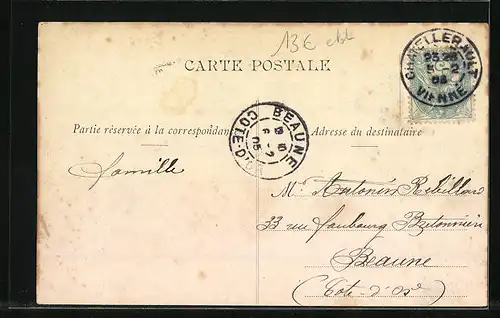 13€
CARTE POSTALE
CHATELLERAULT
VIENNE
Partie réservée à la correspondance
Adresse du destinataire
BEAUNE
COTE-D'OR
famille
Mr Antonin Rebillard
33 rue faubourg Bretonnière
Beaune
(Côte-d'Or)